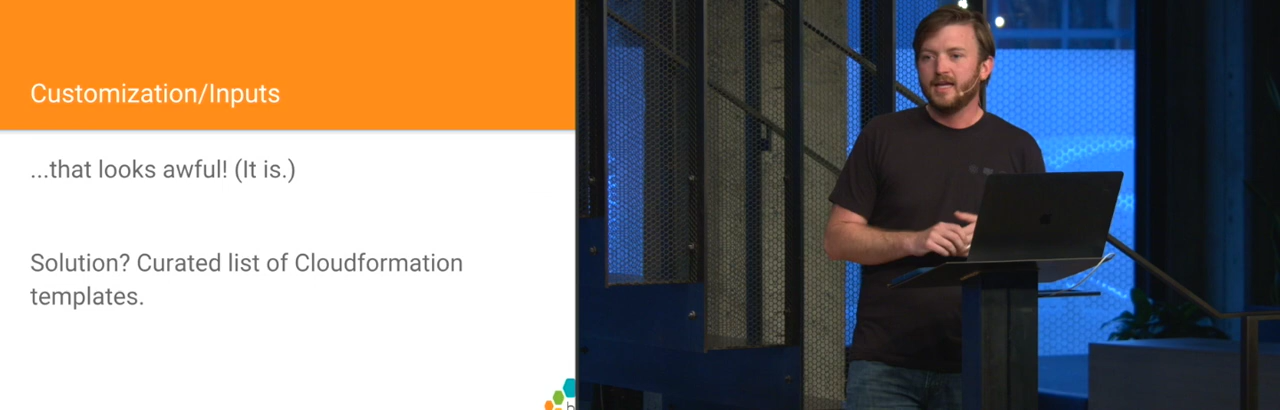 Customization/Inputs
...that looks awful! (It is.)
Solution? Curated list of Cloudformation
templates.